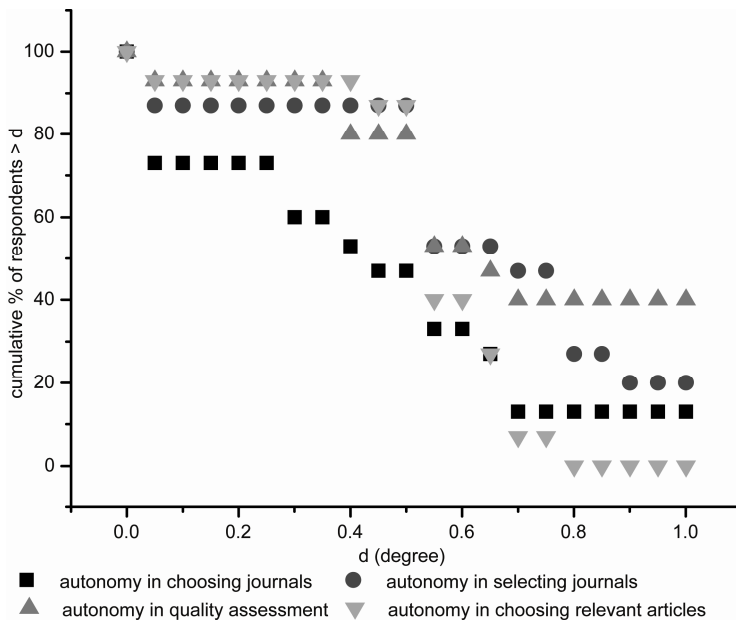 cumulative % of respondents > d
100
80
60
40
20
0
0.0 0.2 0.4 0.6 0.8 1.0
d (degree)
autonomy in choosing journals autonomy in selecting journals
autonomy in quality assessment autonomy in choosing relevant articles